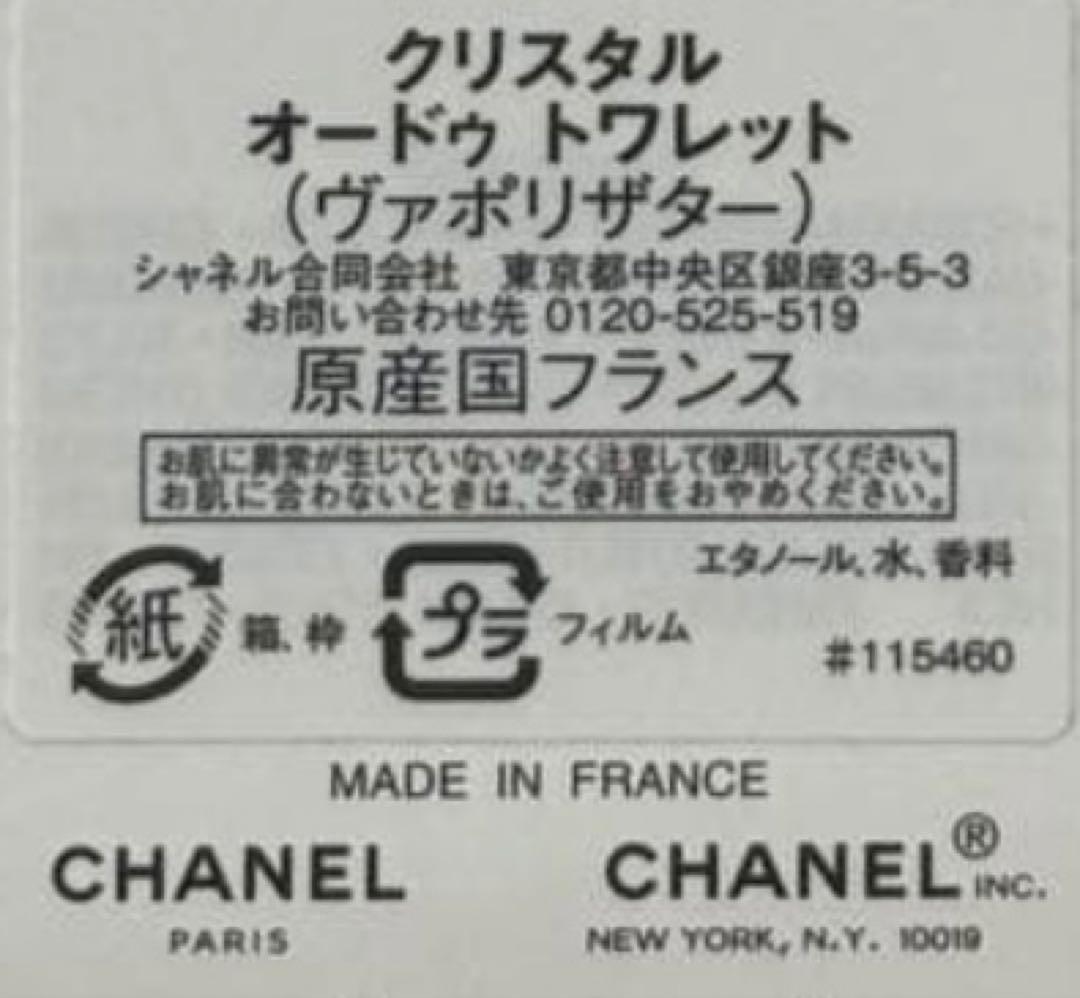 クリスタル
オードゥ トワレット
（ヴァポリザター）
シャネル合同会社　東京都中央区銀座3-5-3
お問い合わせ先 0120-525-519
原産国フランス
お肌に異常が生じていないかよく注意して使用してください。
お肌に合わないときは、ご使用をおやめください。
エタノール、水、香料
紙 箱、枠 プラ フィルム
#115460
MADE IN FRANCE
CHANEL
PARIS
CHANEL® INC.
NEW YORK, N.Y. 10019